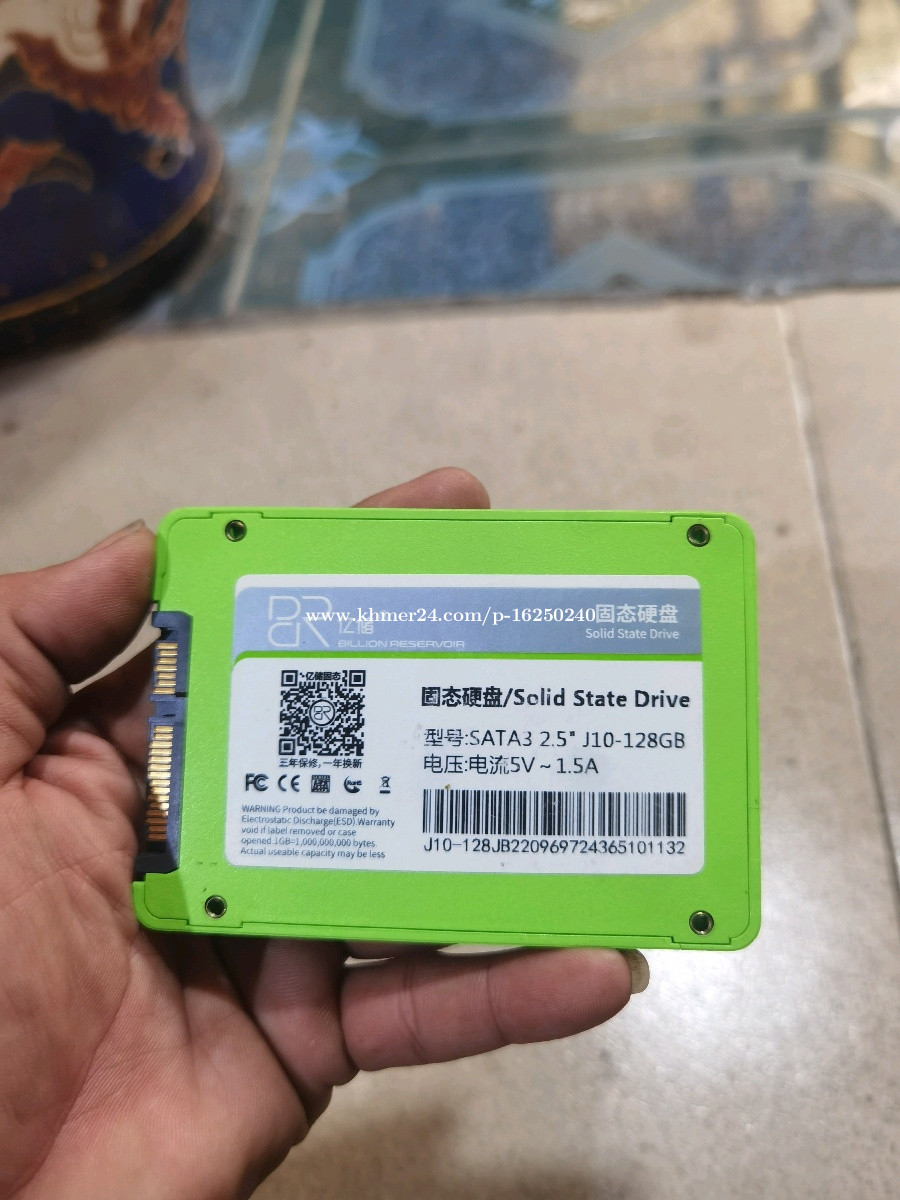 www.khmer24.com/p-16250240
亿储
BILLION RESERVOIR
固态硬盘
Solid State Drive
亿储固态
三年保修,一年换新
FC CE RoHS
WARNING Product be damaged by
Electrostatic Discharge(ESD).Warranty
void if label removed or case
opened.1GB=1,000,000,000 bytes.
Actual useable capacity may be less
固态硬盘/Solid State Drive
型号:SATA3 2.5" J10-128GB
电压:电流5V~1.5A
J10-128JB220969724365101132